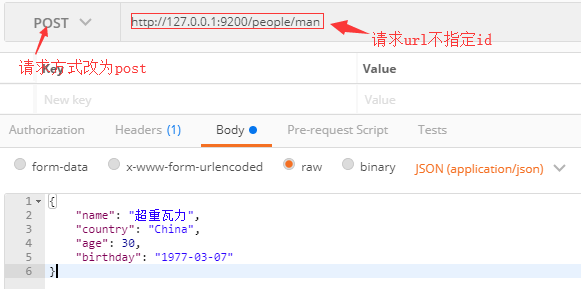 POST
http://127.0.0.1:9200/people/man
请求url不指定id
请求方式改为post
Key Value
New key Value
Authorization Headers (1) Body Pre-request Script Tests
form-data x-www-form-urlencoded raw binary JSON (application/json)
1 {
2 "name": "超重瓦力",
3 "country": "China",
4 "age": 30,
5 "birthday": "1977-03-07"
6 }